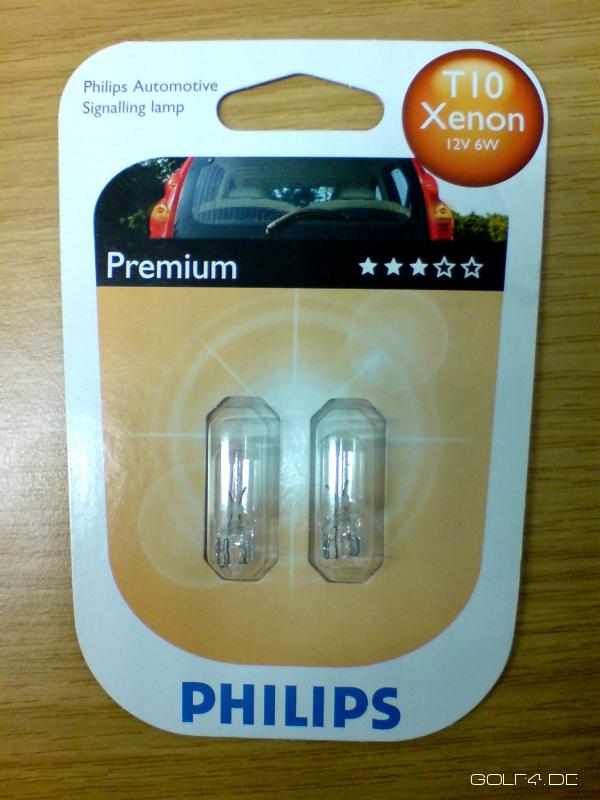 Philips Automotive
Signalling lamp
T10
Xenon
12V 6W
Premium
PHILIPS
GOLF4.DE